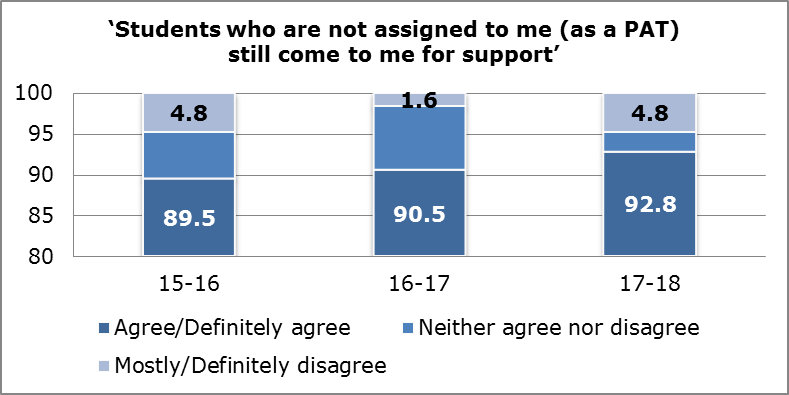 ‘Students who are not assigned to me (as a PAT)
still come to me for support’
100
95
90
85
80
4.8
1.6
4.8
89.5
90.5
92.8
15-16
16-17
17-18
Agree/Definitely agree
Neither agree nor disagree
Mostly/Definitely disagree